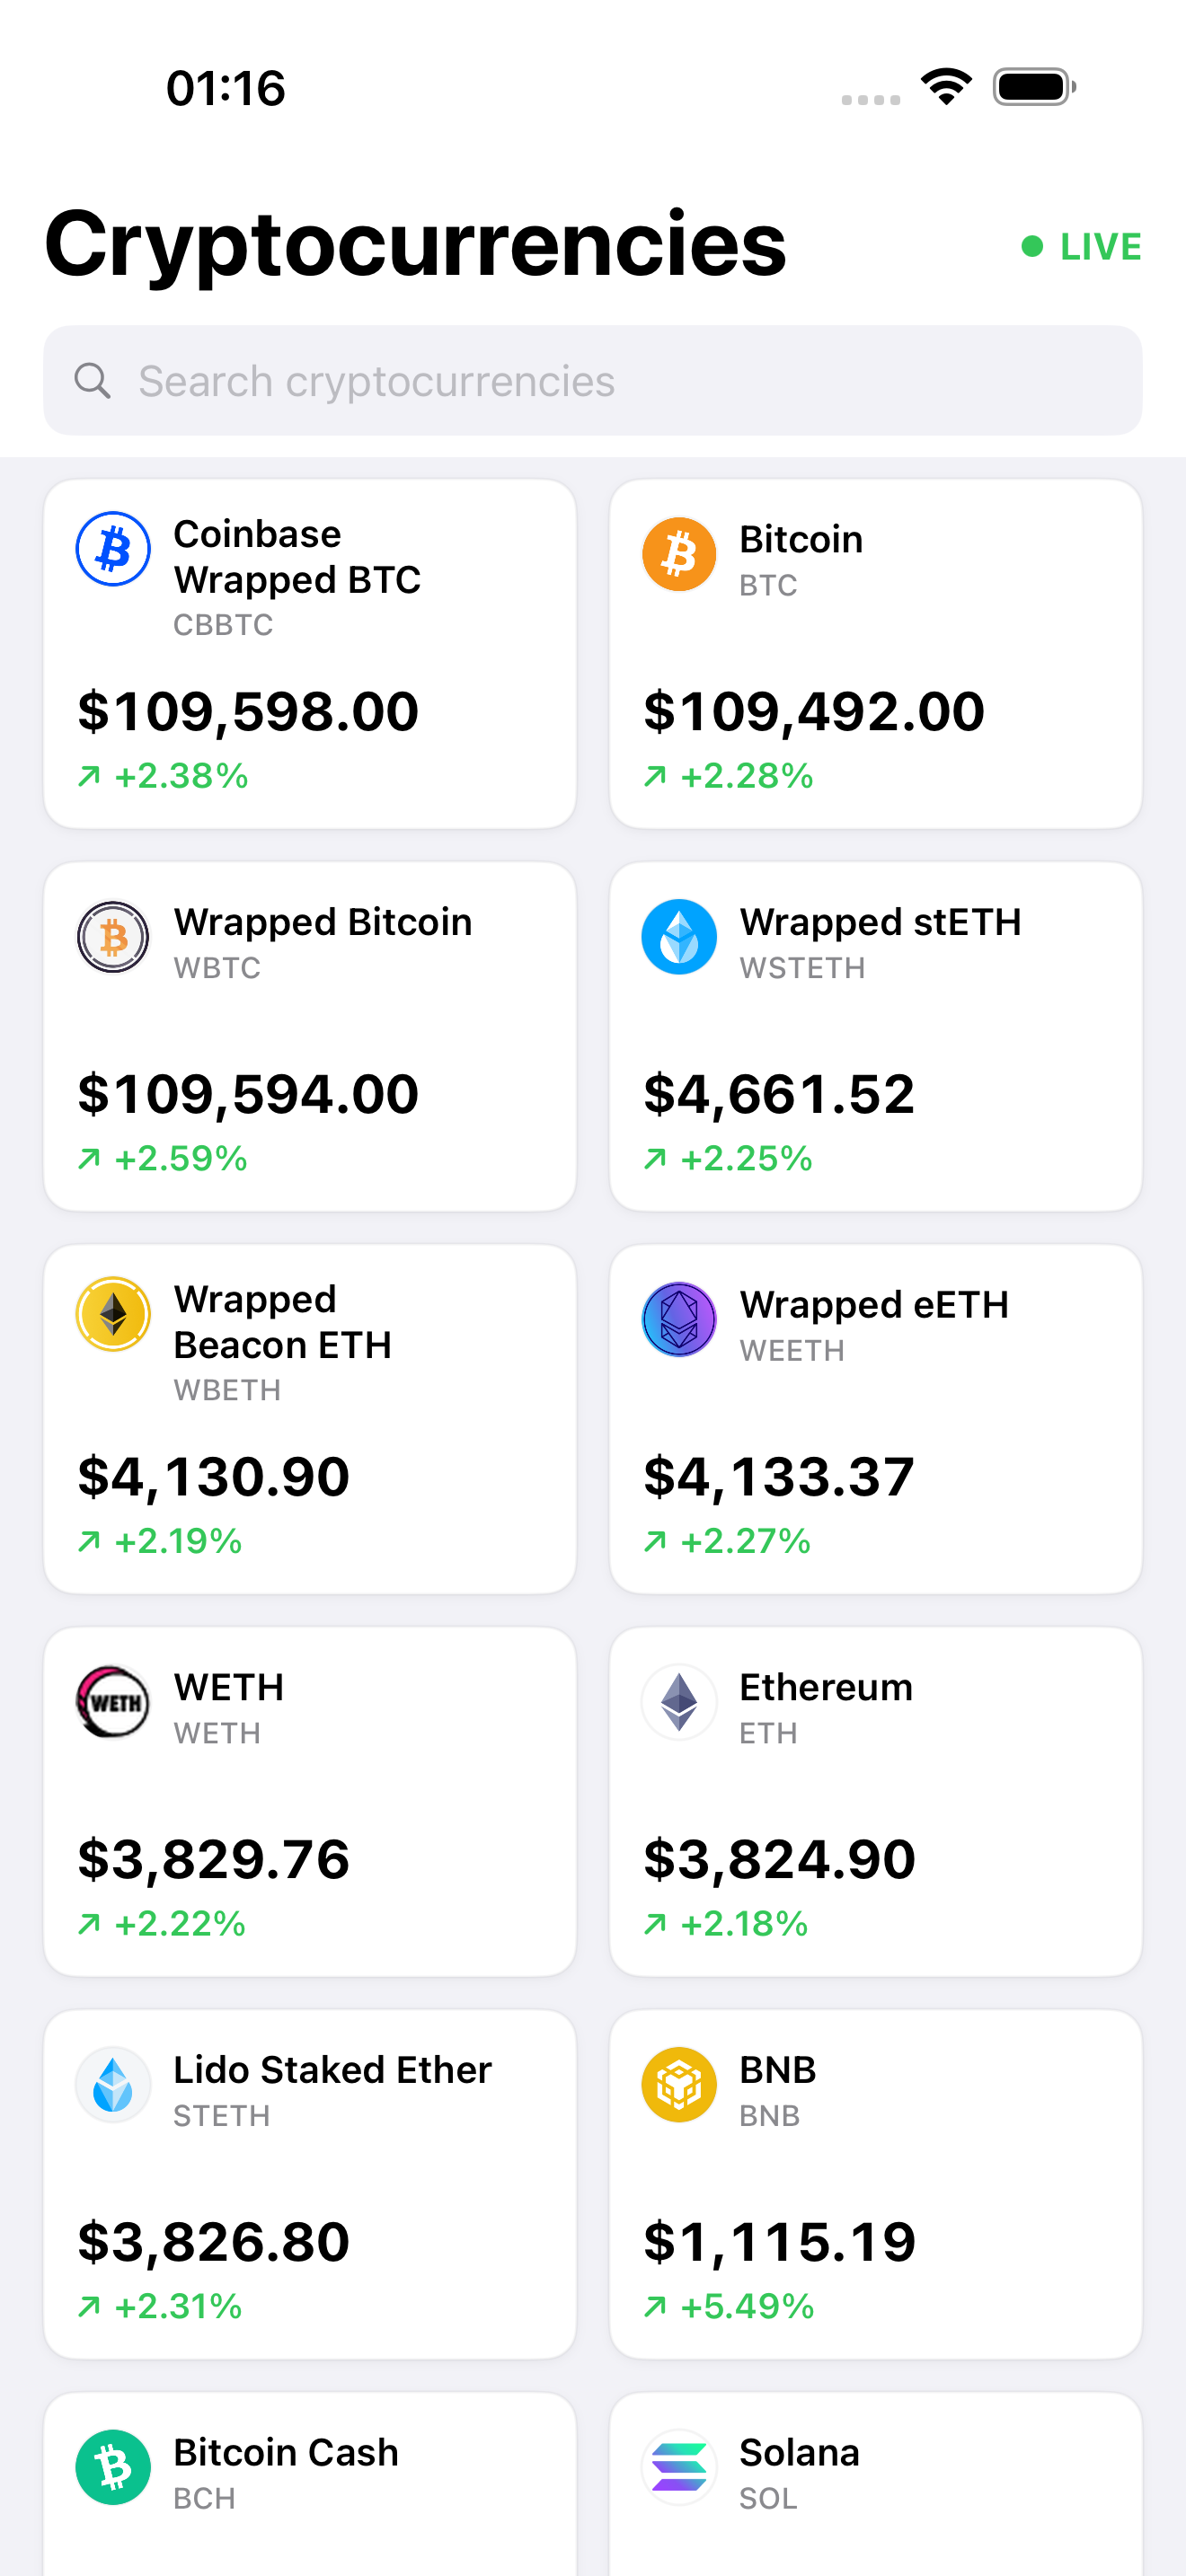 01:16
Cryptocurrencies
LIVE
Search cryptocurrencies
Coinbase
Wrapped BTC
CBBTC
$109,598.00
+2.38%
Bitcoin
BTC
$109,492.00
+2.28%
Wrapped Bitcoin
WBTC
$109,594.00
+2.59%
Wrapped stETH
WSTETH
$4,661.52
+2.25%
Wrapped
Beacon ETH
WBETH
$4,130.90
+2.19%
Wrapped eETH
WEETH
$4,133.37
+2.27%
WETH
WETH
WETH
$3,829.76
+2.22%
Ethereum
ETH
$3,824.90
+2.18%
Lido Staked Ether
STETH
$3,826.80
+2.31%
BNB
BNB
$1,115.19
+5.49%
Bitcoin Cash
BCH
Solana
SOL